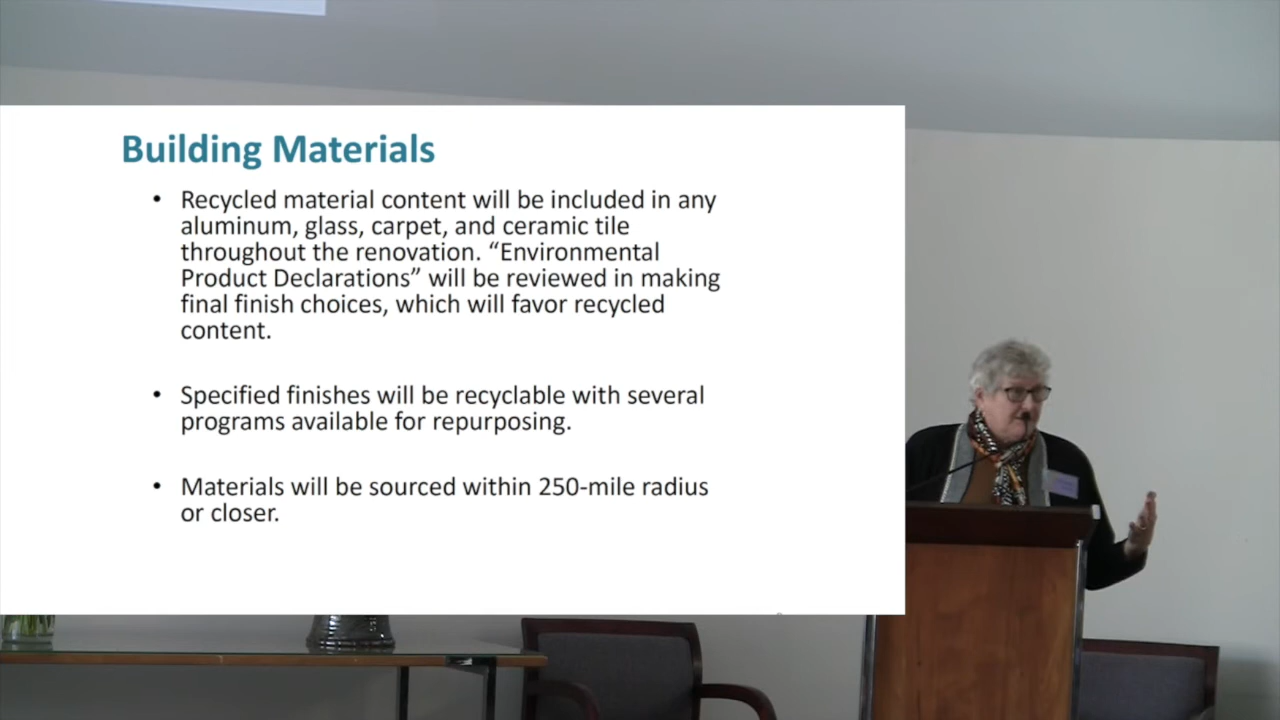 Building Materials
• Recycled material content will be included in any
aluminum, glass, carpet, and ceramic tile
throughout the renovation. “Environmental
Product Declarations” will be reviewed in making
final finish choices, which will favor recycled
content.
• Specified finishes will be recyclable with several
programs available for repurposing.
• Materials will be sourced within 250-mile radius
or closer.